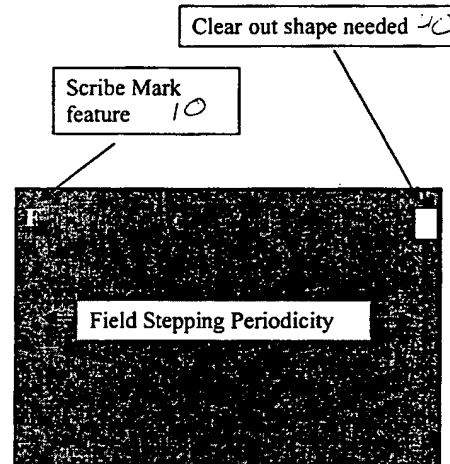 Clear out shape needed
Scribe Mark
feature 10
F
Field Stepping Periodicity